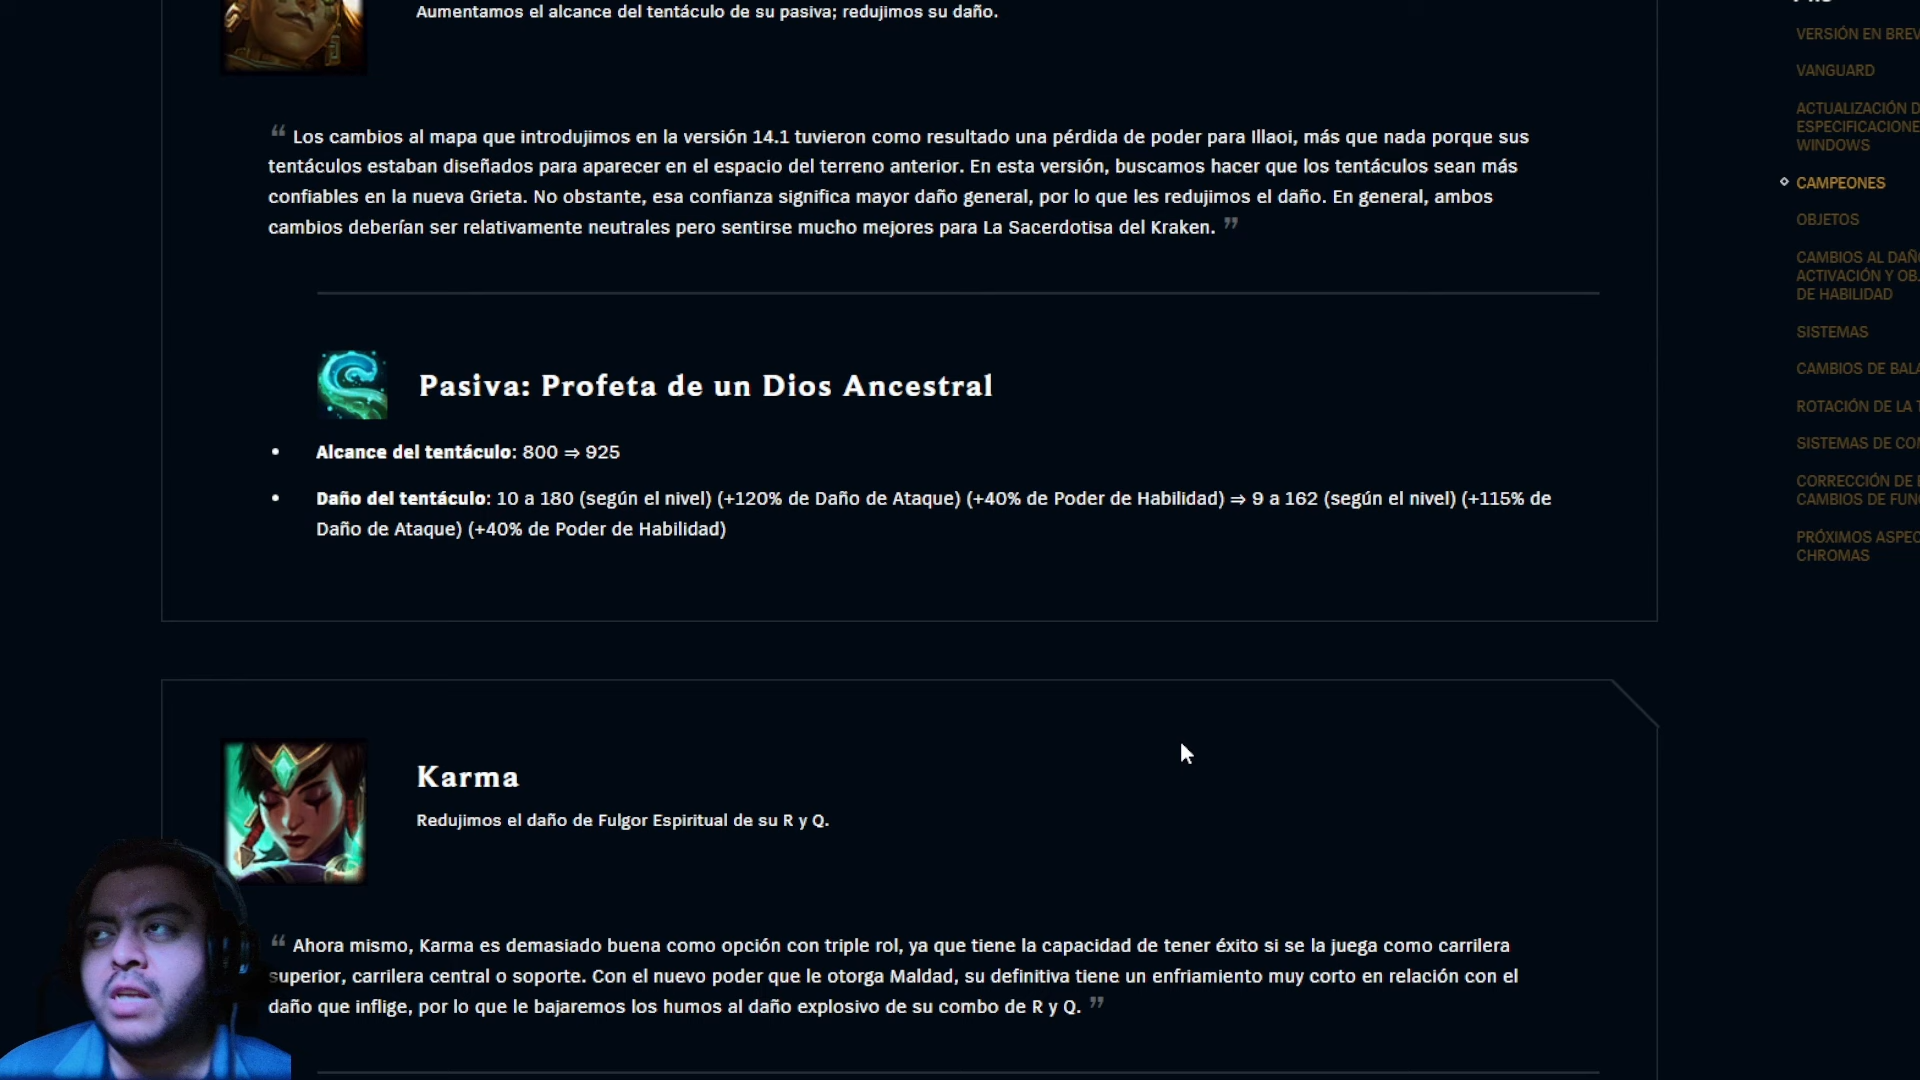 Aumentamos el alcance del tentáculo de su pasiva; redujimos su daño.
“ Los cambios al mapa que introdujimos en la versión 14.1 tuvieron como resultado una pérdida de poder para Illaoi, más que nada porque sus
tentáculos estaban diseñados para aparecer en el espacio del terreno anterior. En esta versión, buscamos hacer que los tentáculos sean más
confiables en la nueva Grieta. No obstante, esa confianza significa mayor daño general, por lo que les redujimos el daño. En general, ambos
cambios deberían ser relativamente neutrales pero sentirse mucho mejores para La Sacerdotisa del Kraken. ”
Pasiva: Profeta de un Dios Ancestral
• Alcance del tentáculo: 800 ⇒ 925
• Daño del tentáculo: 10 a 180 (según el nivel) (+120% de Daño de Ataque) (+40% de Poder de Habilidad) ⇒ 9 a 162 (según el nivel) (+115% de
Daño de Ataque) (+40% de Poder de Habilidad)
Karma
Redujimos el daño de Fulgor Espiritual de su R y Q.
“ Ahora mismo, Karma es demasiado buena como opción con triple rol, ya que tiene la capacidad de tener éxito si se la juega como carrilera
superior, carrilera central o soporte. Con el nuevo poder que le otorga Maldad, su definitiva tiene un enfriamiento muy corto en relación con el
daño que inflige, por lo que le bajaremos los humos al daño explosivo de su combo de R y Q. ”
VERSIÓN EN BREV
VANGUARD
ACTUALIZACIÓN D
ESPECIFICACIONE
WINDOWS
CAMPEONES
OBJETOS
CAMBIOS AL DAÑ
ACTIVACIÓN Y OB
DE HABILIDAD
SISTEMAS
CAMBIOS DE BALA
ROTACIÓN DE LA T
SISTEMAS DE CO
CORRECCIÓN DE
CAMBIOS DE FUN
PRÓXIMOS ASPEC
CHROMAS